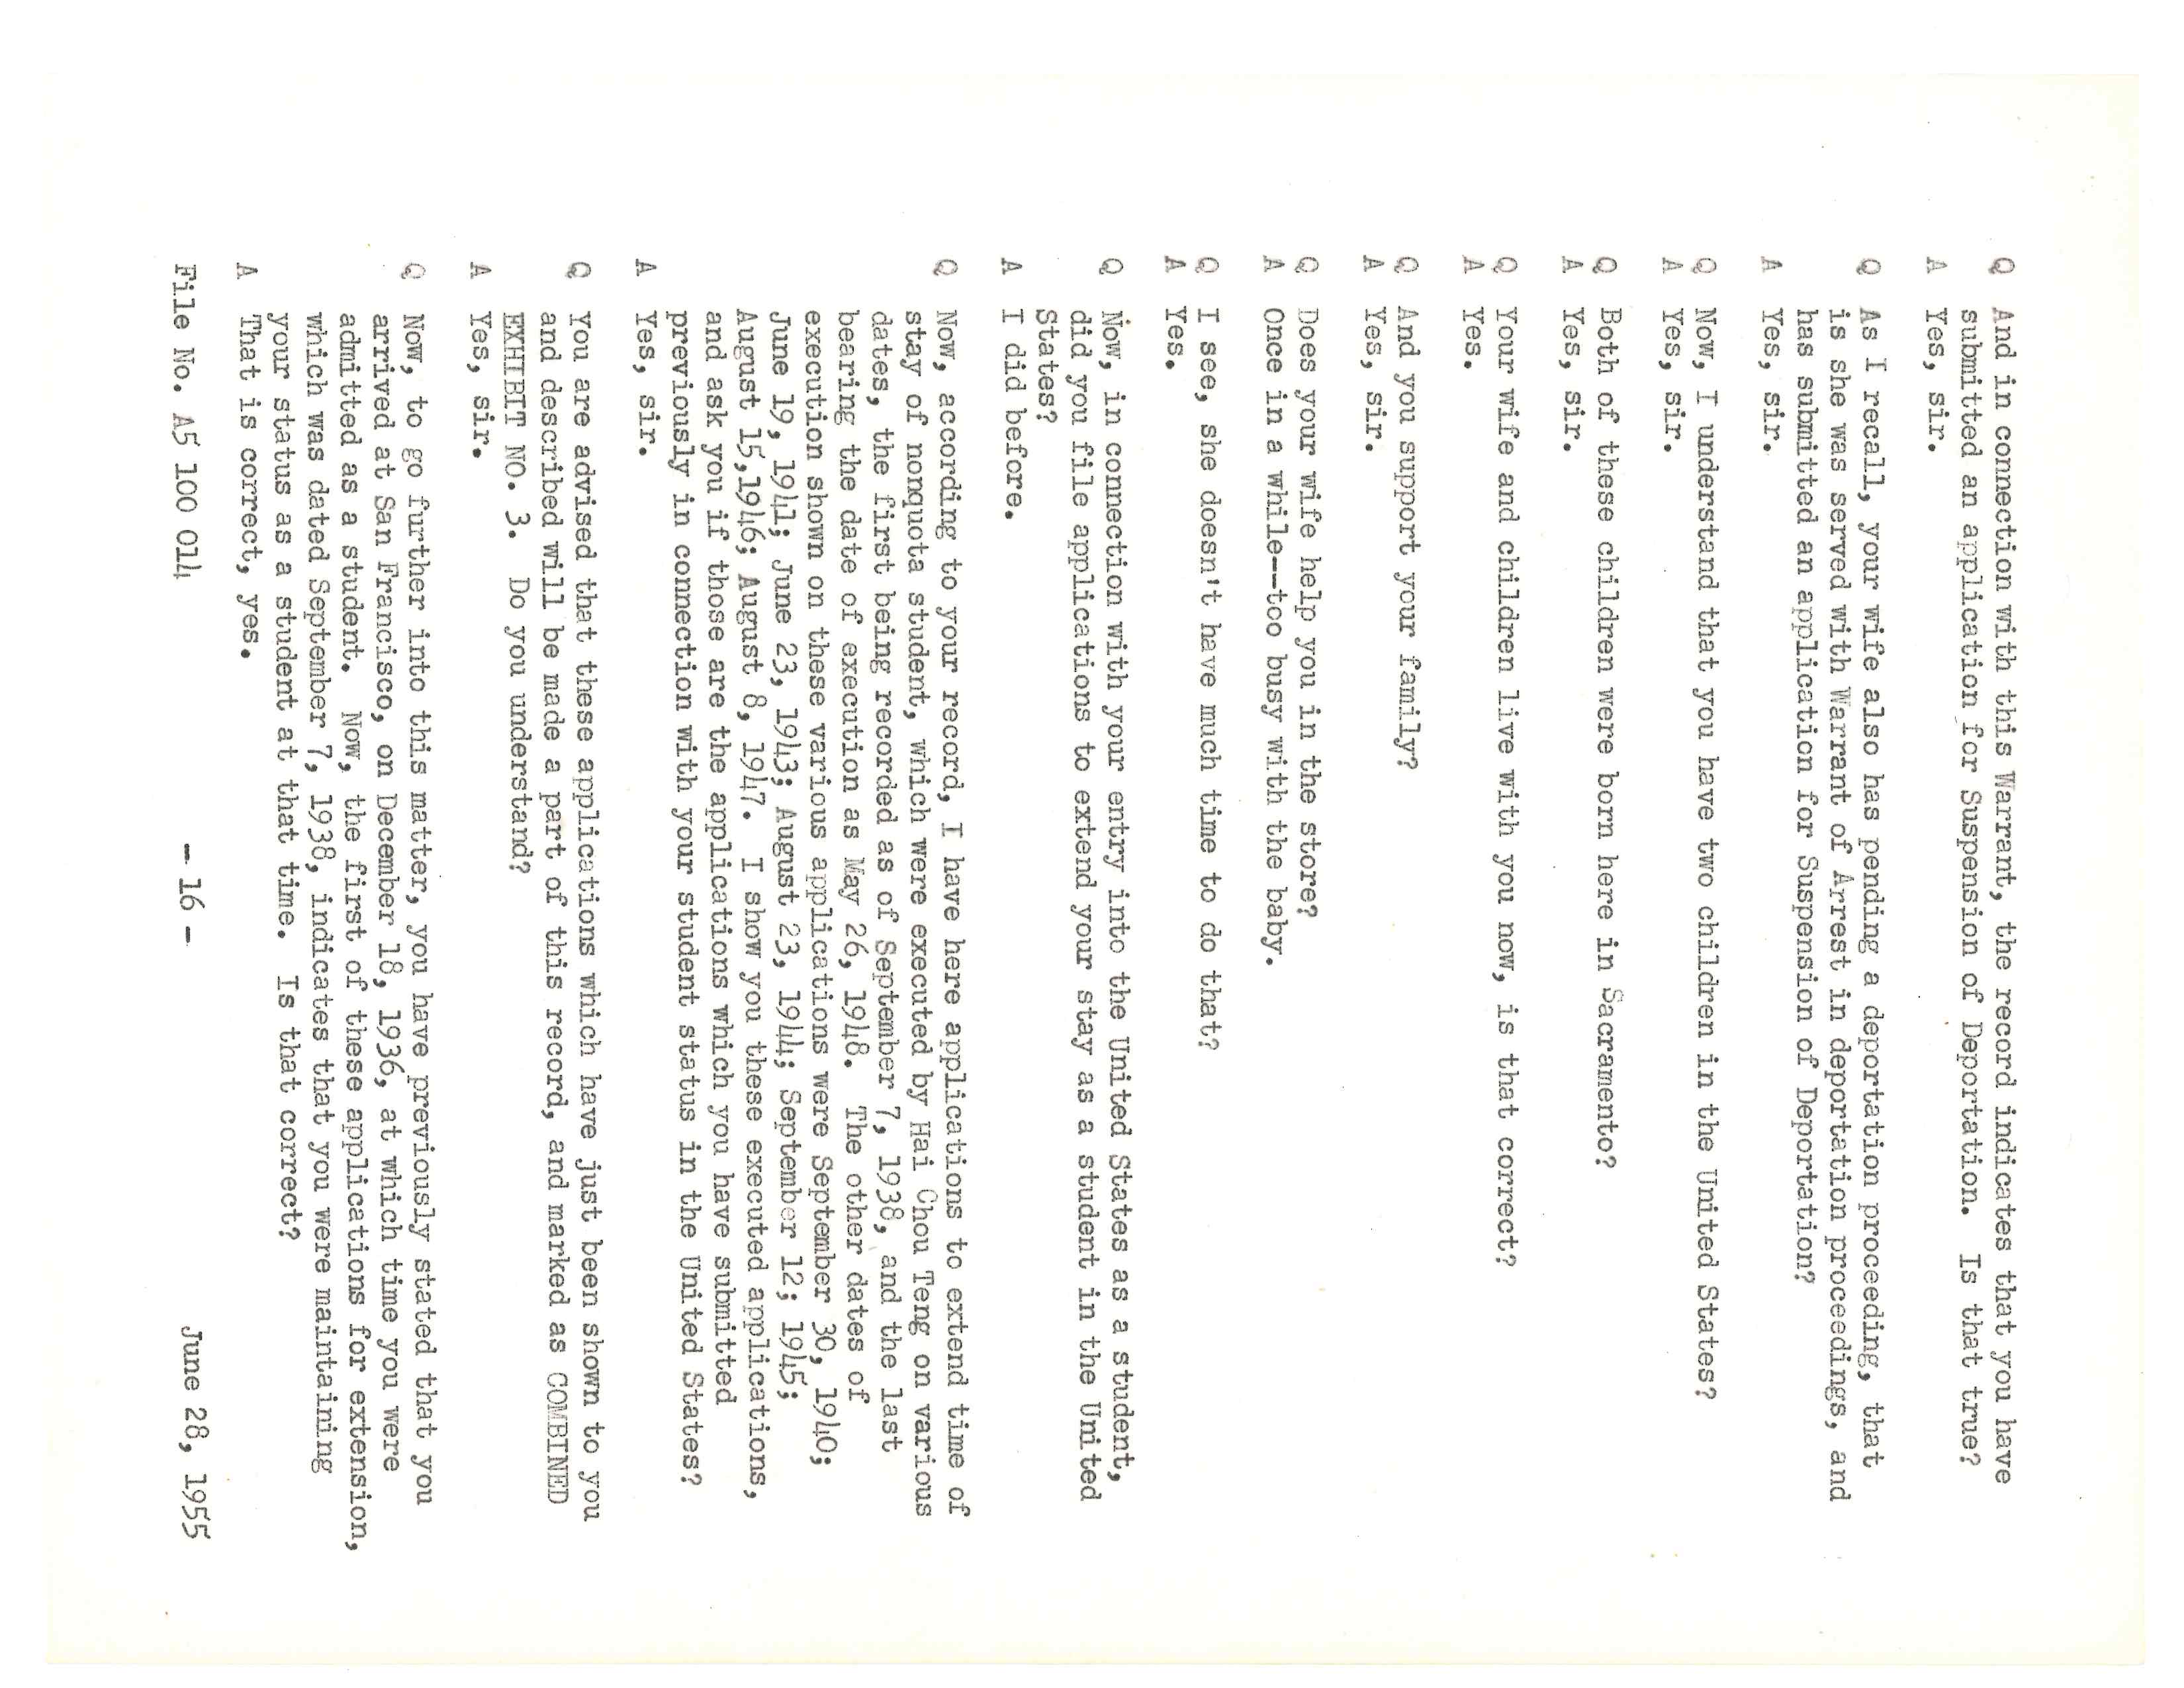 Q And in connection with this Warrant, the record indicates that you have
submitted an application for Suspension of Deportation. Is that true?
A Yes, sir.
Q As I recall, your wife also has pending a deportation proceeding, that
is she was served with Warrant of Arrest in deportation proceedings, and
has submitted an application for Suspension of Deportation?
A Yes, sir.
Q Now, I understand that you have two children in the United States?
A Yes, sir.
Q Both of these children were born here in Sacramento?
A Yes, sir.
Q Your wife and children live with you now, is that correct?
A Yes.
Q And you support your family?
A Yes, sir.
Q Does your wife help you in the store?
A Once in a while--too busy with the baby.
Q I see, she doesn't have much time to do that?
A Yes.
Q Now, in connection with your entry into the United States as a student,
did you file applications to extend your stay as a student in the United
States?
A I did before.
Q Now, according to your record, I have here applications to extend time of
stay of nonquota student, which were executed by Hai Chou Teng on various
dates, the first being recorded as of September 7, 1938, and the last
bearing the date of execution as May 26, 1948. The other dates of
execution shown on these various applications were September 30, 1940;
June 19, 1941; June 23, 1943; August 23, 1944; September 12; 1945;
August 15,1946; August 8, 1947. I show you these executed applications,
and ask you if those are the applications which you have submitted
previously in connection with your student status in the United States?
A Yes, sir.
Q You are advised that these applications which have just been shown to you
and described will be made a part of this record, and marked as COMBINED
EXHIBIT NO. 3. Do you understand?
A Yes, sir.
Q Now, to go further into this matter, you have previously stated that you
arrived at San Francisco, on December 18, 1936, at which time you were
admitted as a student. Now, the first of these applications for extension,
which was dated September 7, 1938, indicates that you were maintaining
your status as a student at that time. Is that correct?
A That is correct, yes.
File No. A5 100 014 - 16 - June 28, 1955